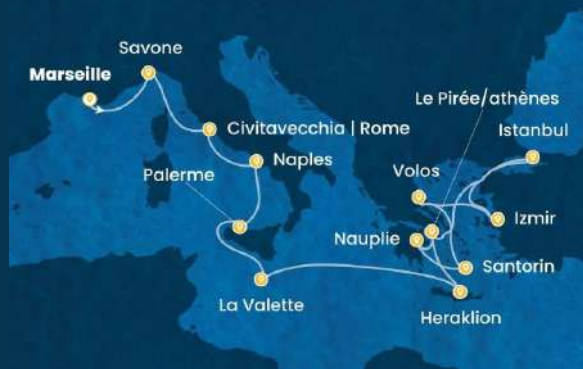 Savone
Marseille
Le Pirée/athènes
Civitavecchia | Rome
Istanbul
Naples
Volos
Palerme
Izmir
Nauplie
Santorin
La Valette
Heraklion